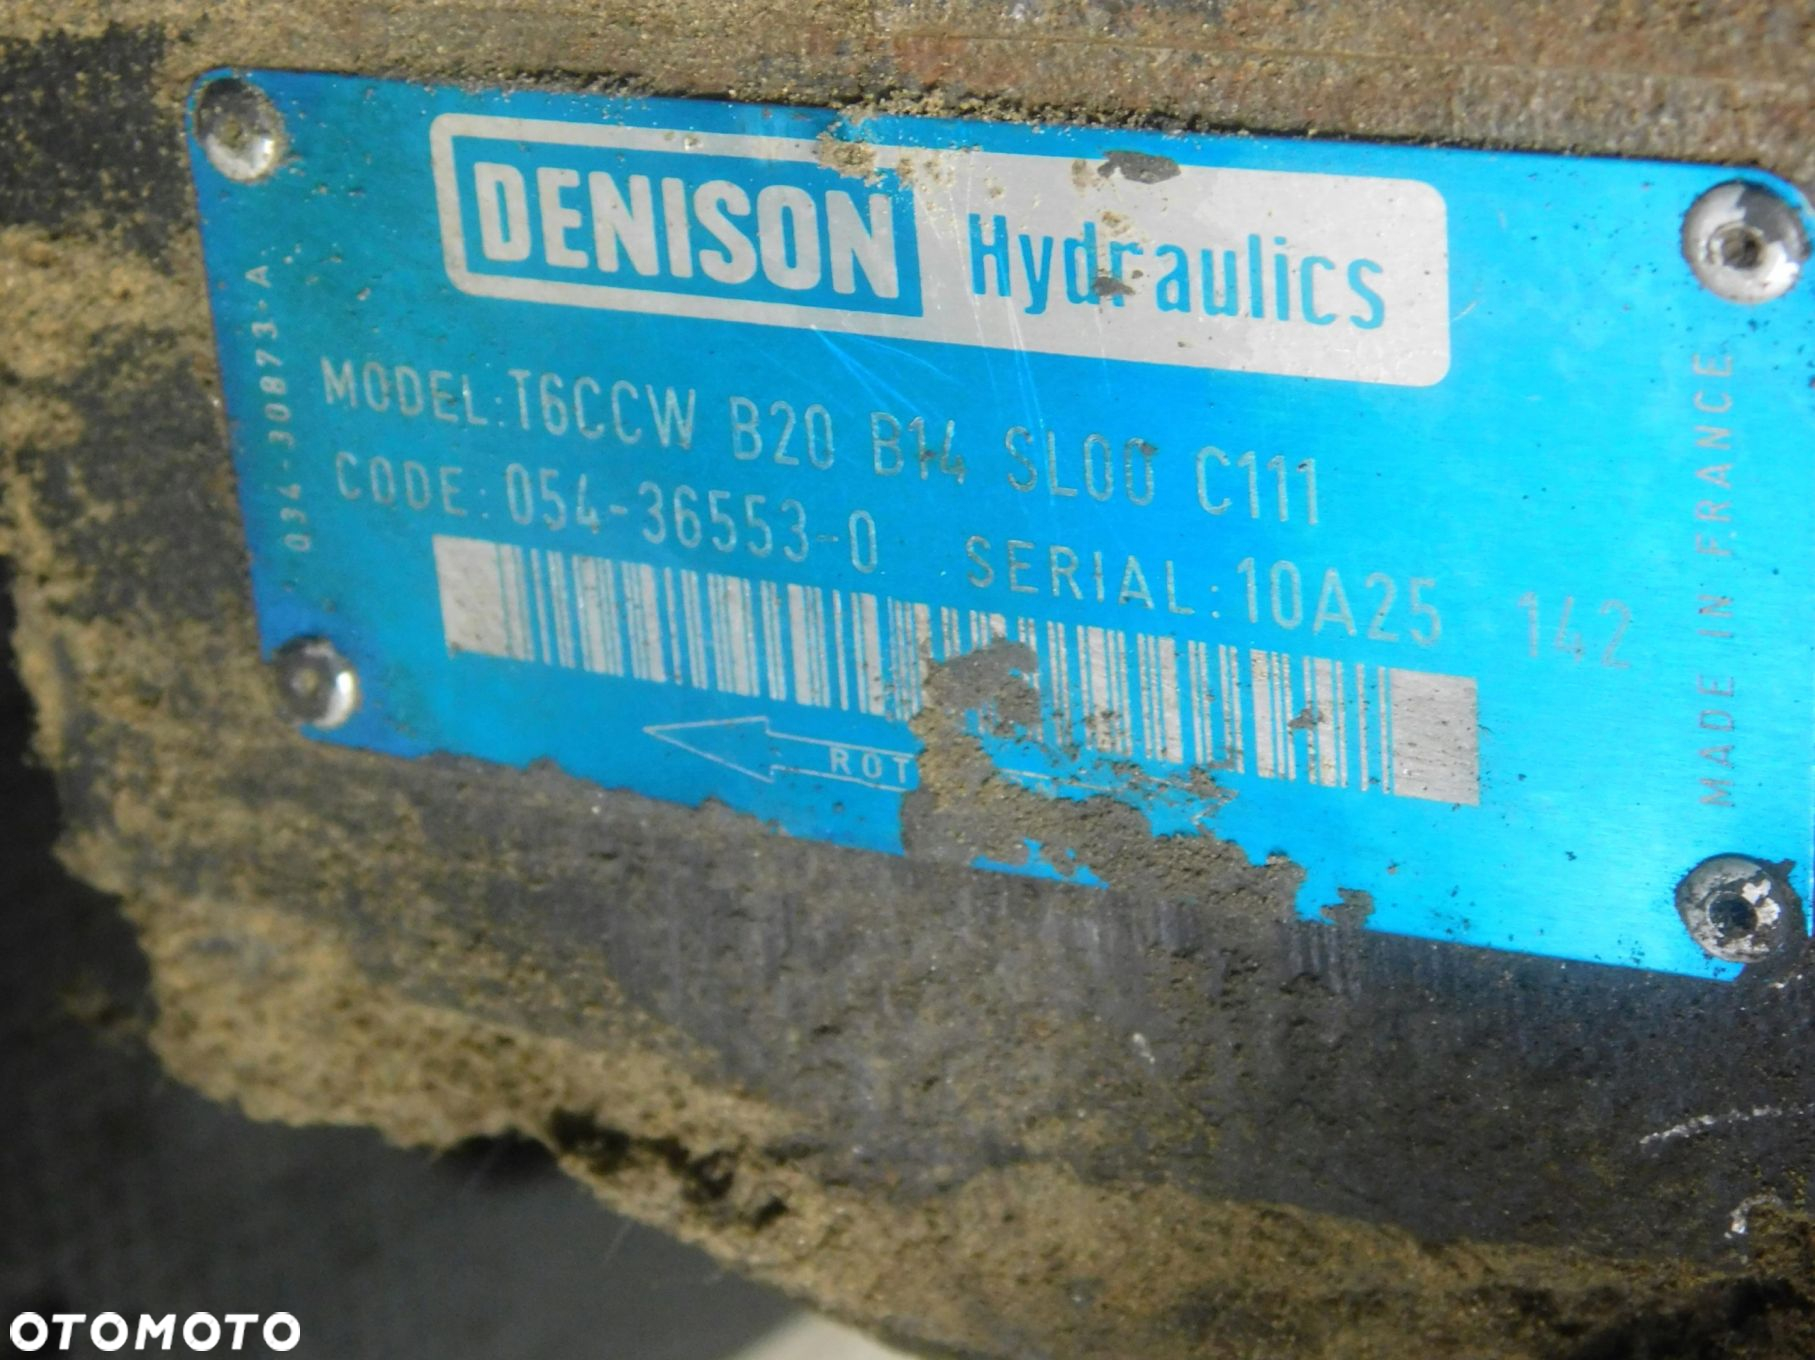 DENISON Hydraulics
034-30873-A
MODEL: T6CCW B20 B14 SL00 C111
CODE: 054-36553-0 SERIAL: 10A25 142
MADE IN FRANCE
ROT
OTOMOTO